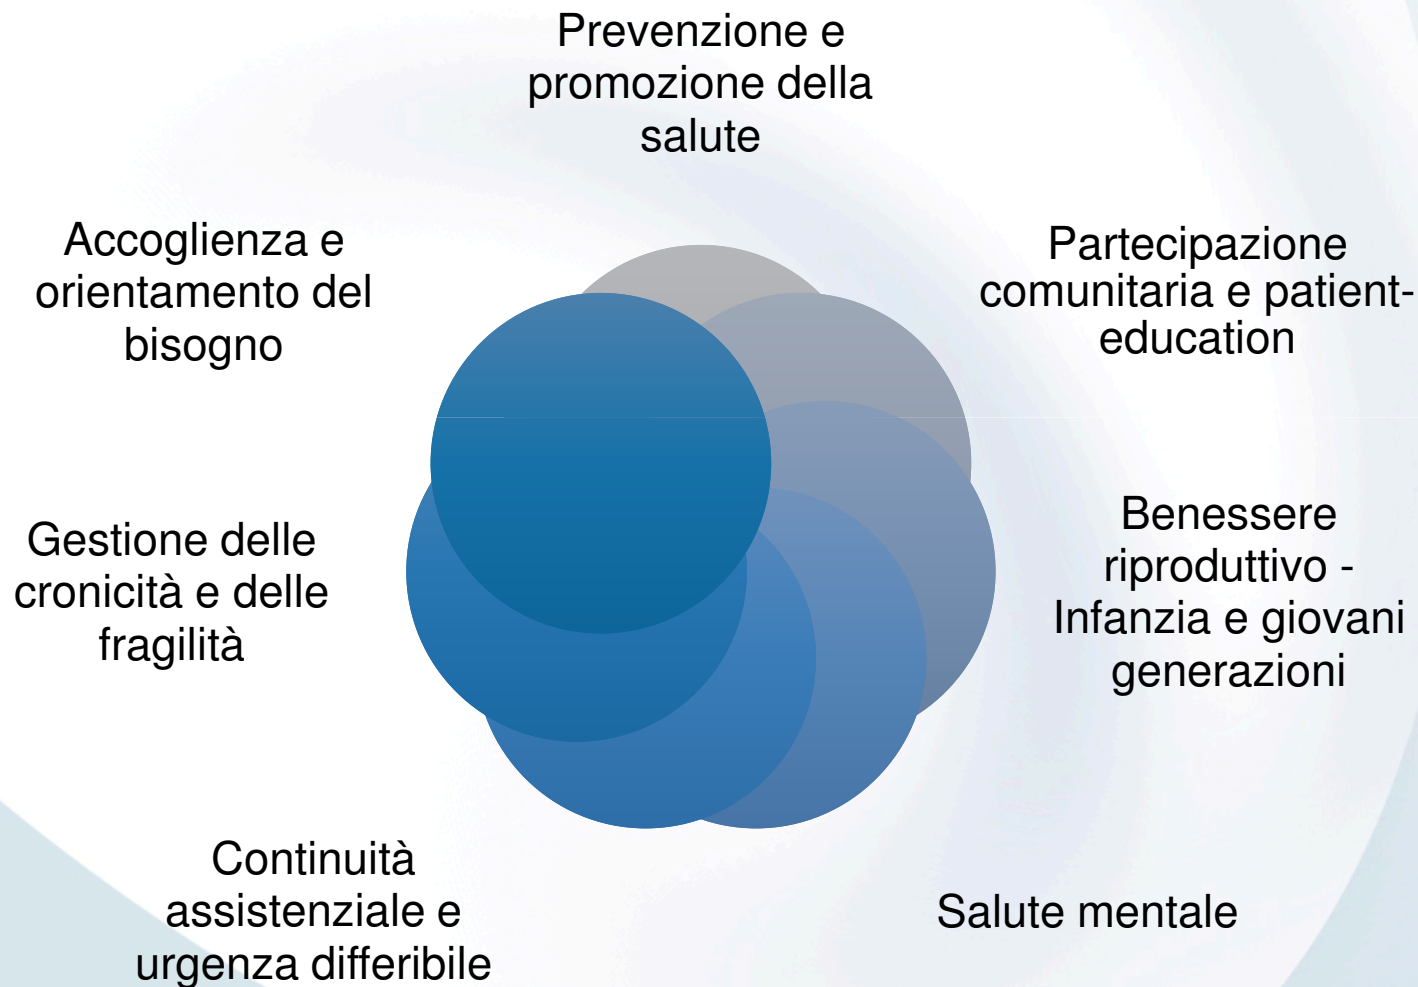 Prevenzione e
promozione della
salute
Accoglienza e
orientamento del
bisogno
Partecipazione
comunitaria e patient-
education
Gestione delle
cronicità e delle
fragilità
Benessere
riproduttivo -
Infanzia e giovani
generazioni
Continuità
assistenziale e
urgenza differibile
Salute mentale